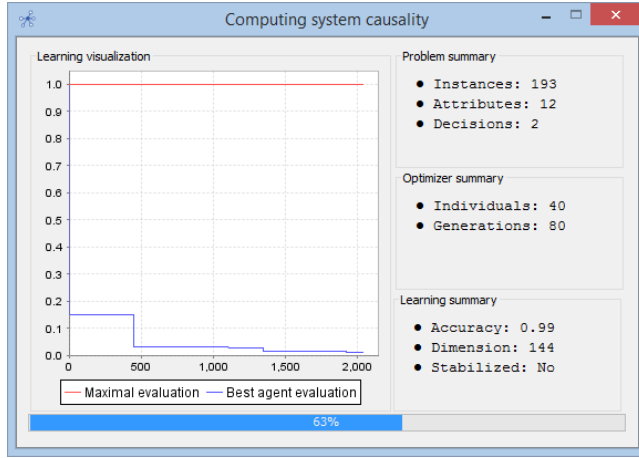 Computing system causality
Learning visualization
1.0
0.9
0.8
0.7
0.6
0.5
0.4
0.3
0.2
0.1
0.0
0 500 1,000 1,500 2,000
Maximal evaluation Best agent evaluation
Problem summary
● Instances: 193
● Attributes: 12
● Decisions: 2
Optimizer summary
● Individuals: 40
● Generations: 80
Learning summary
● Accuracy: 0.99
● Dimension: 144
● Stabilized: No
63%